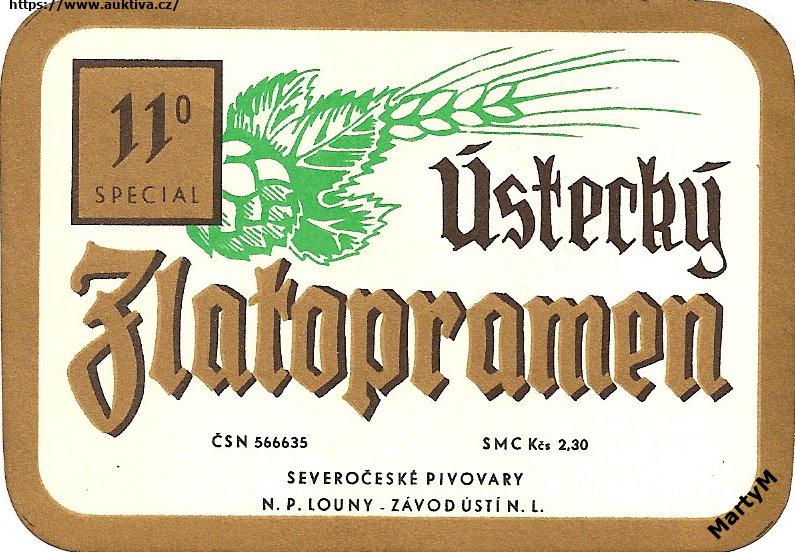 https://www.auktiva.cz/
11°
SPECIAL
Ústecký
Zlatopramen
ČSN 566635 SMC Kčs 2,30
SEVEROČESKÉ PIVOVARY
N. P. LOUNY - ZÁVOD ÚSTÍ N. L.
MartyM